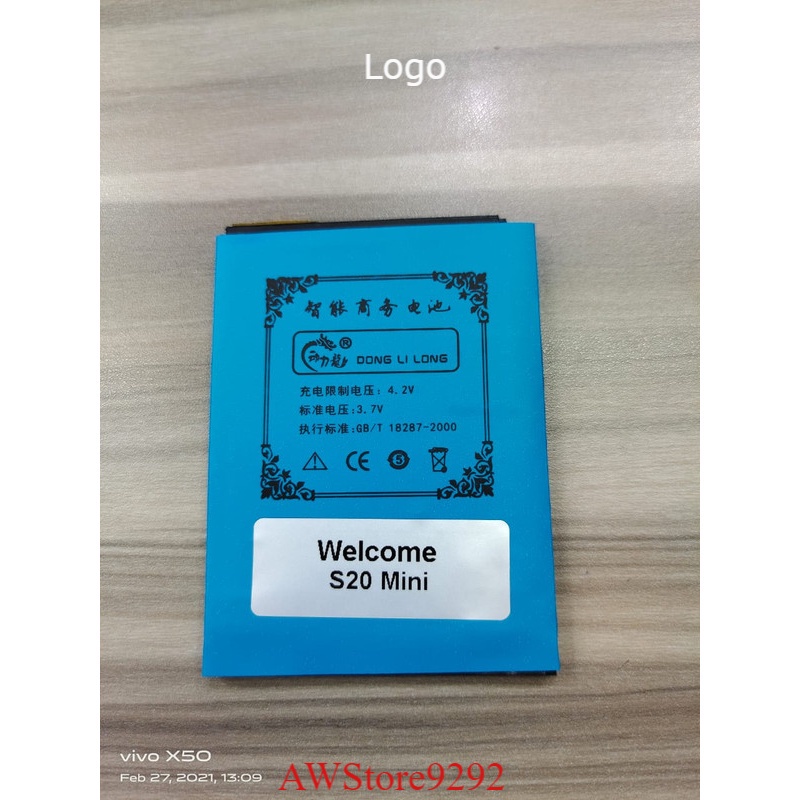 Logo
智能商务电池
动力龙® DONG LI LONG
充电限制电压: 4.2V
标准电压:3.7V
执行标准:GB/T 18287-2000
CE 5
Welcome
S20 Mini
vivo X50
Feb 27, 2021, 13:09
AWStore9292